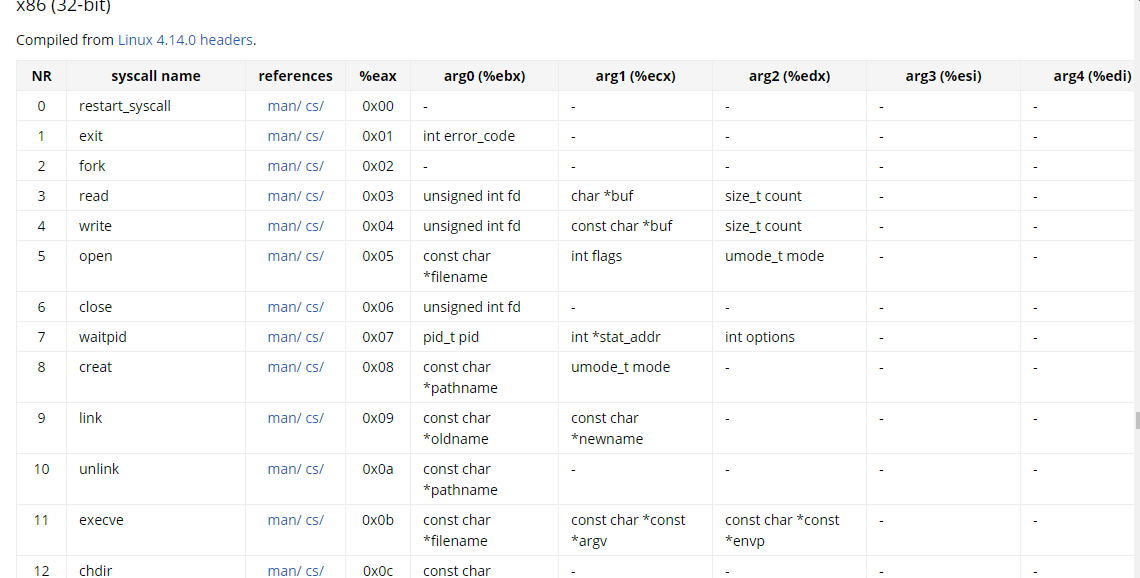 x86 (32-bit)
Compiled from Linux 4.14.0 headers.
NR syscall name references %eax arg0 (%ebx) arg1 (%ecx) arg2 (%edx) arg3 (%esi) arg4 (%edi)
0 restart_syscall man/ cs/ 0x00 - - - - -
1 exit man/ cs/ 0x01 int error_code - - - -
2 fork man/ cs/ 0x02 - - - - -
3 read man/ cs/ 0x03 unsigned int fd char *buf size_t count - -
4 write man/ cs/ 0x04 unsigned int fd const char *buf size_t count - -
5 open man/ cs/ 0x05 const char int flags umode_t mode - -
*filename
6 close man/ cs/ 0x06 unsigned int fd - - - -
7 waitpid man/ cs/ 0x07 pid_t pid int *stat_addr int options - -
8 creat man/ cs/ 0x08 const char umode_t mode - - -
*pathname
9 link man/ cs/ 0x09 const char const char - - -
*oldname *newname
10 unlink man/ cs/ 0x0a const char - - - -
*pathname
11 execve man/ cs/ 0x0b const char const char *const const char *const - -
*filename *argv *envp
12 chdir man/ cs/ 0x0c const char - - - -